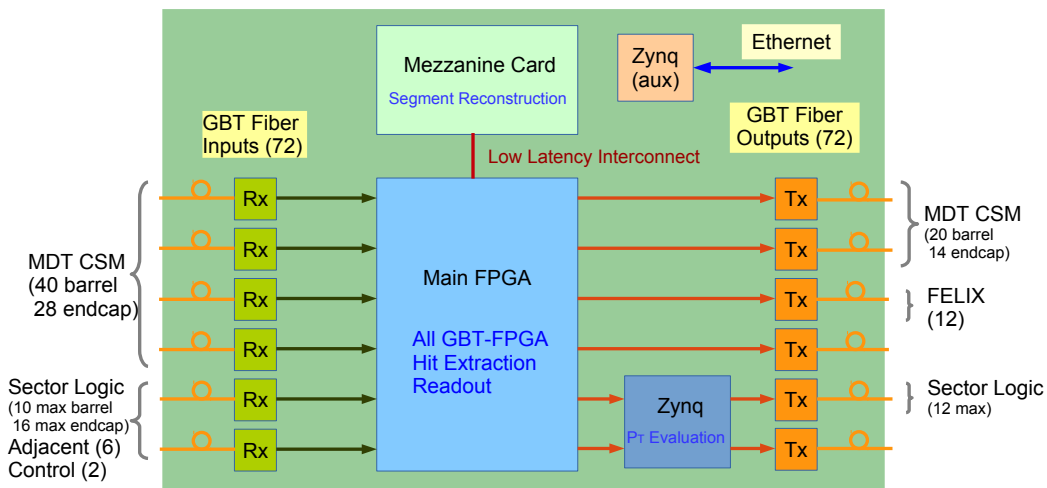 Mezzanine Card
Segment Reconstruction
Zynq
(aux)
Ethernet
GBT Fiber
Inputs (72)
GBT Fiber
Outputs (72)
Low Latency Interconnect
Rx
Rx
Rx
Rx
Rx
Rx
MDT CSM
(40 barrel
28 endcap)
Sector Logic
(10 max barrel
16 max endcap)
Adjacent (6)
Control (2)
Main FPGA
All GBT-FPGA
Hit Extraction
Readout
Zynq
PT Evaluation
Tx
Tx
Tx
Tx
Tx
Tx
MDT CSM
(20 barrel
14 endcap)
FELIX
(12)
Sector Logic
(12 max)